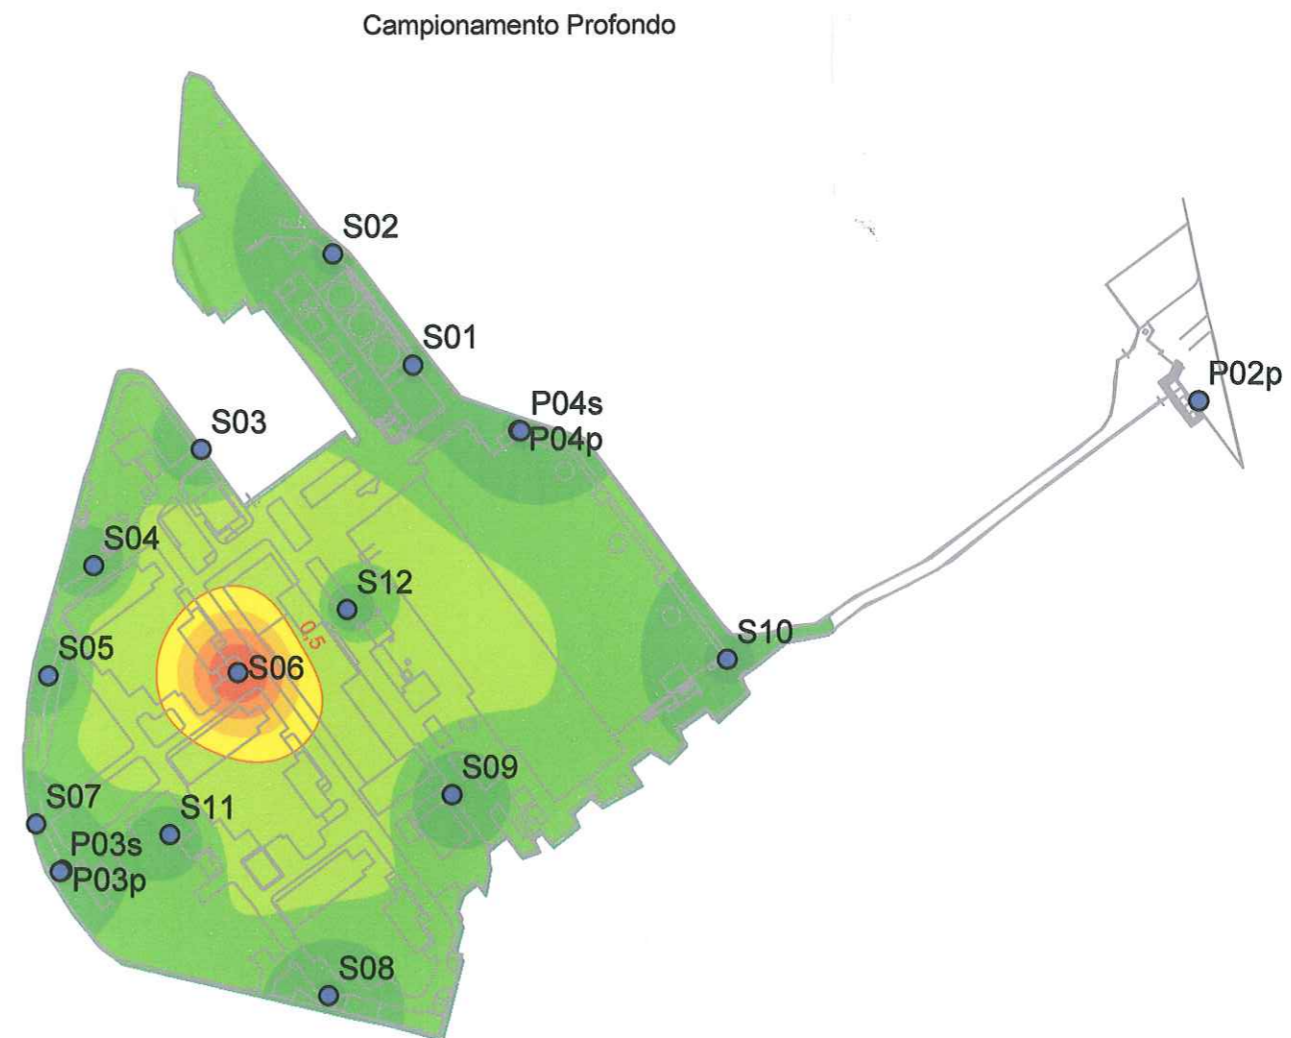 Campionamento Profondo
S02
S01
P04s
P04p
P02p
S03
S04
S12
0,5
S05
S06
S10
S09
S07
S11
P03s
P03p
S08